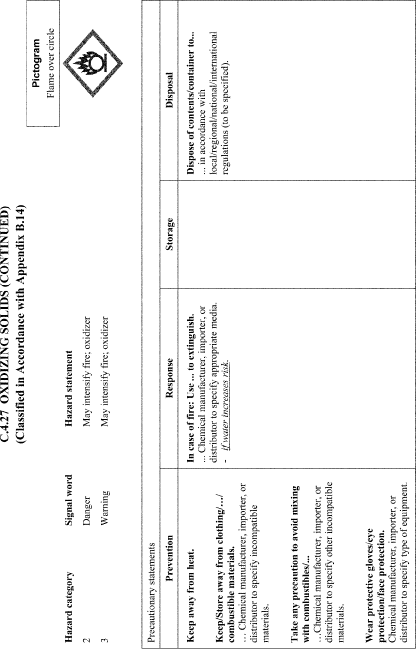 C.4.27 OXIDIZING SOLIDS (CONTINUED)
(Classified in Accordance with Appendix B.14)
Pictogram
Flame over circle
Hazard category Signal word Hazard statement
2 Danger May intensify fire; oxidizer
3 Warning May intensify fire; oxidizer
Precautionary statements
Prevention Response Storage Disposal
Keep away from heat.
Keep/Store away from clothing/…/
combustible materials.
… Chemical manufacturer, importer, or
distributor to specify incompatible
materials.
Take any precaution to avoid mixing
with combustibles/...
…Chemical manufacturer, importer, or
distributor to specify other incompatible
materials.
Wear protective gloves/eye
protection/face protection.
Chemical manufacturer, importer, or
distributor to specify type of equipment.
In case of fire: Use ... to extinguish.
... Chemical manufacturer, importer, or
distributor to specify appropriate media.
- if water increases risk.
Dispose of contents/container to...
... in accordance with
local/regional/national/international
regulations (to be specified).